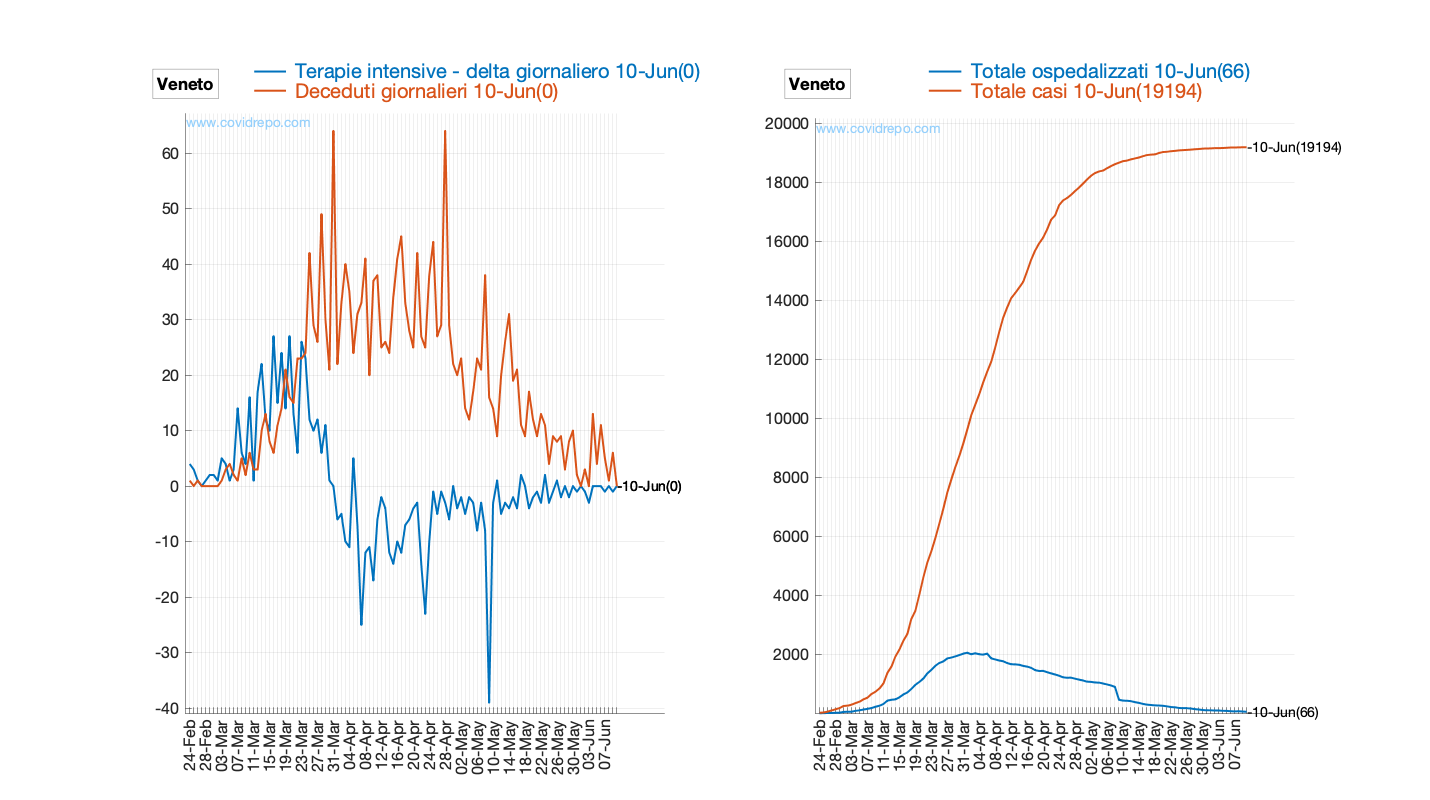 Veneto
Terapie intensive - delta giornaliero 10-Jun(0)
Deceduti giornalieri 10-Jun(0)
www.covidrepo.com
60
50
40
30
20
10
0
-10
-20
-30
-40
-10-Jun(0)
24-Feb
28-Feb
03-Mar
07-Mar
11-Mar
15-Mar
19-Mar
23-Mar
27-Mar
31-Mar
04-Apr
08-Apr
12-Apr
16-Apr
20-Apr
24-Apr
28-Apr
02-May
06-May
10-May
14-May
18-May
22-May
26-May
30-May
03-Jun
07-Jun
Veneto
Totale ospedalizzati 10-Jun(66)
Totale casi 10-Jun(19194)
www.covidrepo.com
20000
18000
16000
14000
12000
10000
8000
6000
4000
2000
-10-Jun(19194)
-10-Jun(66)
24-Feb
28-Feb
03-Mar
07-Mar
11-Mar
15-Mar
19-Mar
23-Mar
27-Mar
31-Mar
04-Apr
08-Apr
12-Apr
16-Apr
20-Apr
24-Apr
28-Apr
02-May
06-May
10-May
14-May
18-May
22-May
26-May
30-May
03-Jun
07-Jun